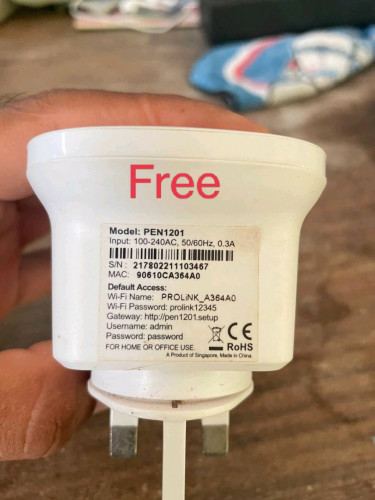 Free
Model: PEN1201
Input: 100-240AC, 50/60Hz, 0.3A
S/N : 217802211103467
MAC: 90610CA364A0
Default Access:
Wi-Fi Name: PROLiNK_A364A0
Wi-Fi Password: prolink12345
Gateway: http://pen1201.setup
Username: admin
Password: password
FOR HOME OR OFFICE USE.
CE
RoHS
A Product of Singapore, Made in China.